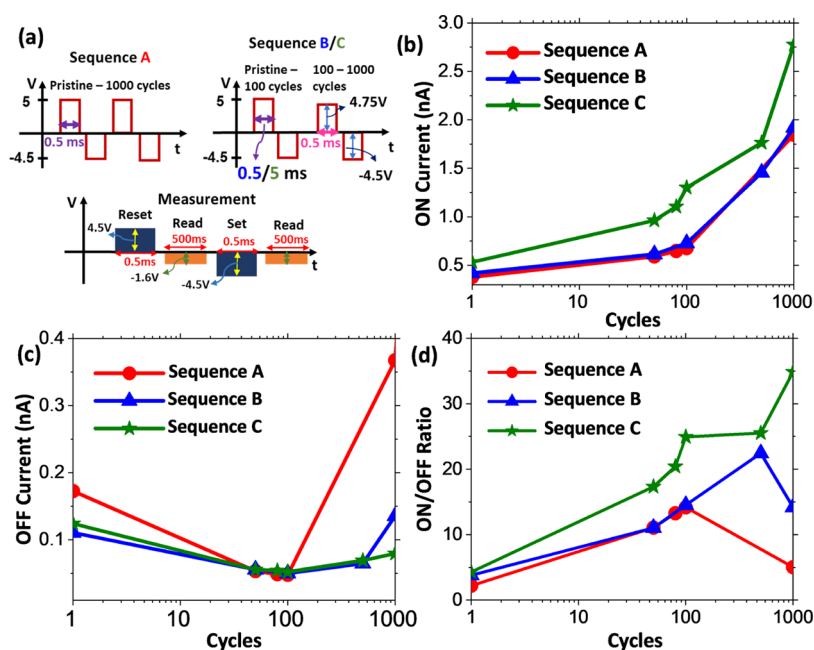 (a)
Sequence A
Pristine – 1000 cycles
V
5
-4.5
0.5 ms
t
Sequence B/C
Pristine – 100 cycles
100 – 1000 cycles
V
5
-4.5
4.75V
0.5 ms
t
0.5/5 ms
-4.5V
Measurement
V
4.5V
Reset
0.5ms
Read
500ms
-1.6V
Set
0.5ms
-4.5V
Read
500ms
t
(b)
ON Current (nA)
3.0
2.5
2.0
1.5
1.0
0.5
Sequence A
Sequence B
Sequence C
1 10 100 1000
Cycles
(c)
OFF Current (nA)
0.4
0.3
0.2
0.1
Sequence A
Sequence B
Sequence C
1 10 100 1000
Cycles
(d)
ON/OFF Ratio
40
35
30
25
20
15
10
5
0
Sequence A
Sequence B
Sequence C
1 10 100 1000
Cycles